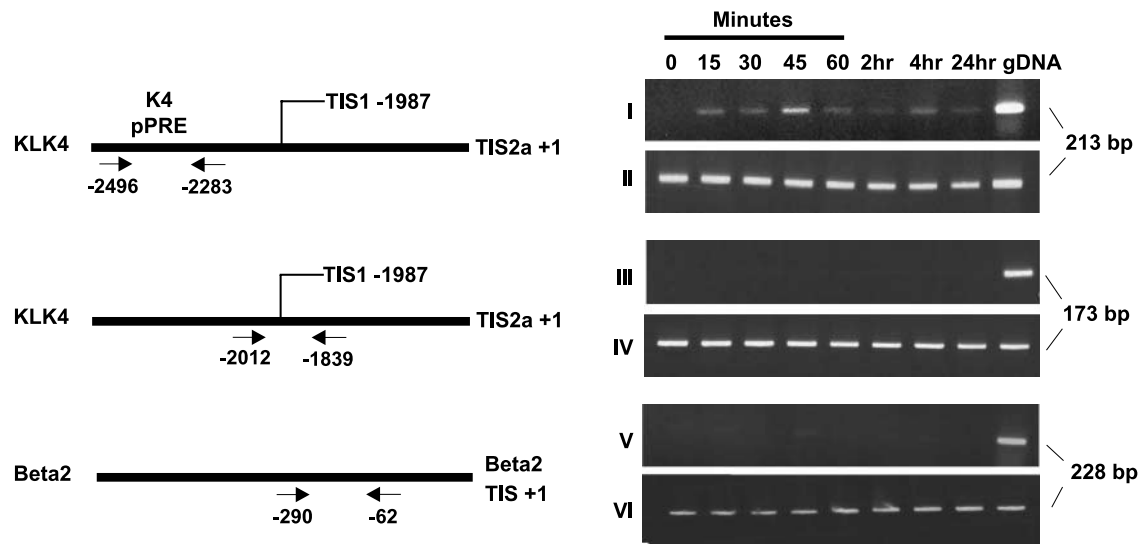 Minutes
0 15 30 45 60 2hr 4hr 24hr gDNA
K4
pPRE
TIS1 -1987
KLK4
TIS2a +1
-2496 -2283
I
II
213 bp
TIS1 -1987
KLK4
TIS2a +1
-2012 -1839
III
IV
173 bp
Beta2
Beta2
TIS +1
-290 -62
V
VI
228 bp